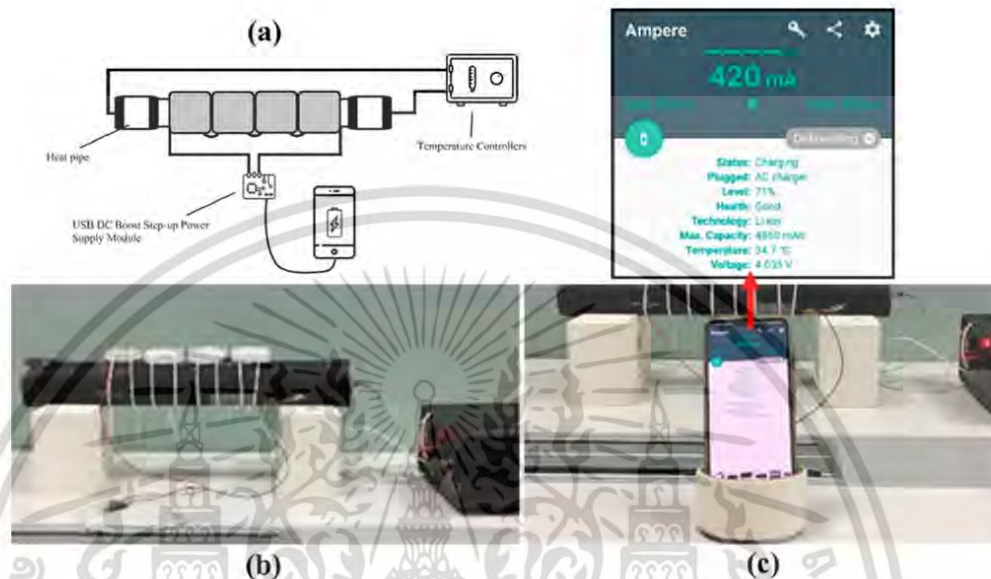 (a)
Heat pipe
Temperature Controllers
USB DC Boost Step-up Power
Supply Module
Ampere
420 mA
Status: Charging
Plugged: AC charger
Level: 71%
Health: Good
Technology: Li-ion
Max. Capacity: mAh
Temperature: 34.7 °C
Voltage: 4.035 V
(b)
(c)